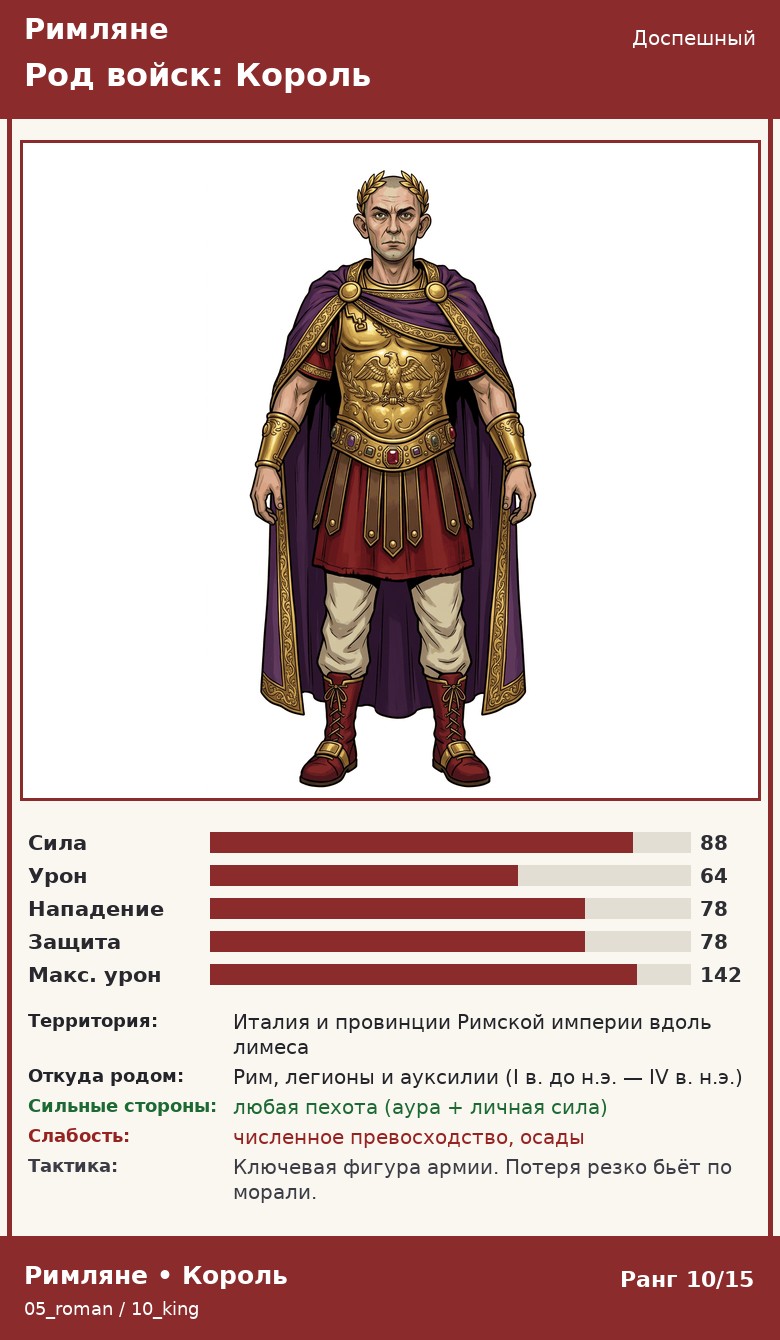 Римляне
Доспешный
Род войск: Король
Сила 88
Урон 64
Нападение 78
Защита 78
Макс. урон 142
Территория: Италия и провинции Римской империи вдоль
лимеса
Откуда родом: Рим, легионы и ауксилии (I в. до н.э. — IV в. н.э.)
Сильные стороны: любая пехота (аура + личная сила)
Слабость: численное превосходство, осады
Тактика: Ключевая фигура армии. Потеря резко бьёт по
морали.
Римляне • Король
Ранг 10/15
05_roman / 10_king